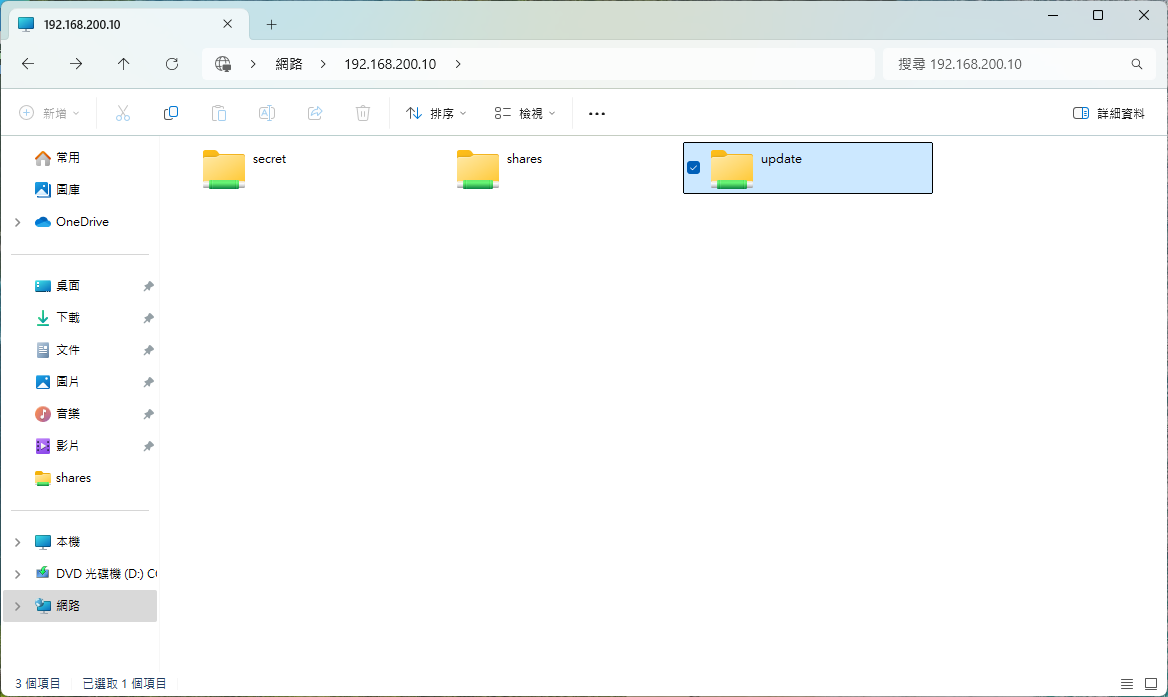 192.168.200.10
網路
192.168.200.10
搜尋 192.168.200.10
新增
排序
檢視
詳細資料
常用
圖庫
OneDrive
桌面
下載
文件
圖片
音樂
影片
shares
本機
DVD 光碟機 (D:)
網路
secret
shares
update
3 個項目
已選取 1 個項目